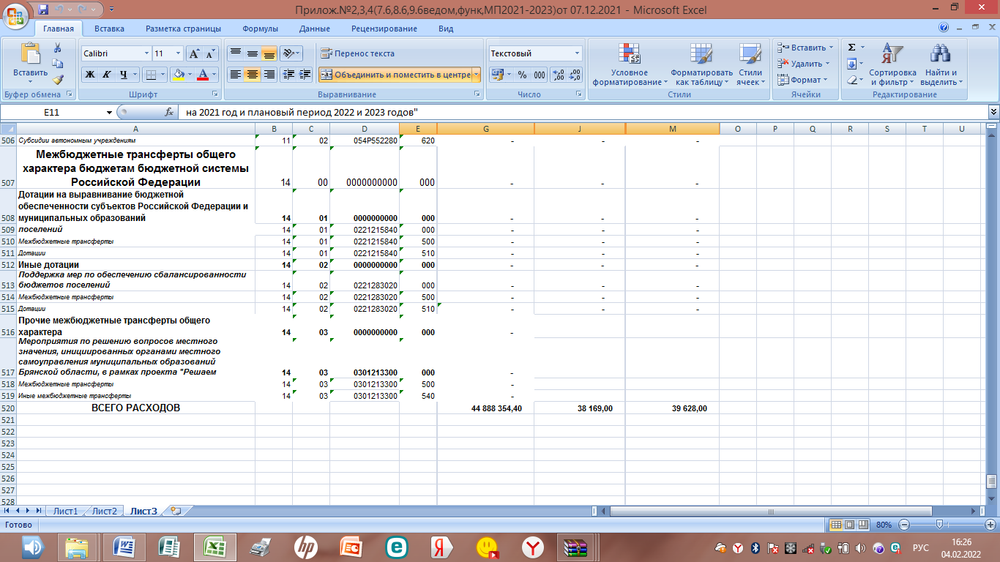 Прилож.№2,3,4(7.6,8.6,9.6ведом,функ,МП2021-2023)от 07.12.2021 - Microsoft Excel
Главная Вставка Разметка страницы Формулы Данные Рецензирование Вид
Calibri 11 Перенос текста Текстовый Вставить
Удалить
Вставить Ж К Ч Объединить и поместить в центре % 000 Условное форматирование Форматировать как таблицу Стили ячеек Формат Сортировка и фильтр Найти и выделить
Буфер обмена Шрифт Выравнивание Число Стили Ячейки Редактирование
E11 fx на 2021 год и плановый период 2022 и 2023 годов"
A B C D E G J M O P Q R S T U
506 Субсидии автономным учреждениям 11 02 054P552280 620 - - -
Межбюджетные трансферты общего
характера бюджетам бюджетной системы
507 Российской Федерации 14 00 0000000000 000 - - -
Дотации на выравнивание бюджетной
обеспеченности субъектов Российской Федерации и
508 муниципальных образований 14 01 0000000000 000 - - -
509 поселений 14 01 0221215840 000 - - -
510 Межбюджетные трансферты 14 01 0221215840 500 - - -
511 Дотации 14 01 0221215840 510 - - -
512 Иные дотации 14 02 0000000000 000 - - -
Поддержка мер по обеспечению сбалансированности
513 бюджетов поселений 14 02 0221283020 000 - - -
514 Межбюджетные трансферты 14 02 0221283020 500 - - -
515 Дотации 14 02 0221283020 510 - - -
Прочие межбюджетные трансферты общего
516 характера 14 03 0000000000 000 -
Мероприятия по решению вопросов местного
значения, инициированных органами местного
самоуправления муниципальных образований
517 Брянской области, в рамках проекта "Решаем 14 03 0301213300 000 -
518 Межбюджетные трансферты 14 03 0301213300 500 -
519 Иные межбюджетные трансферты 14 03 0301213300 540 -
520 ВСЕГО РАСХОДОВ 44 888 354,40 38 169,00 39 628,00
521
522
523
524
525
526
527
528
Лист1 Лист2 Лист3
Готово 80%
РУС 16:26
04.02.2022